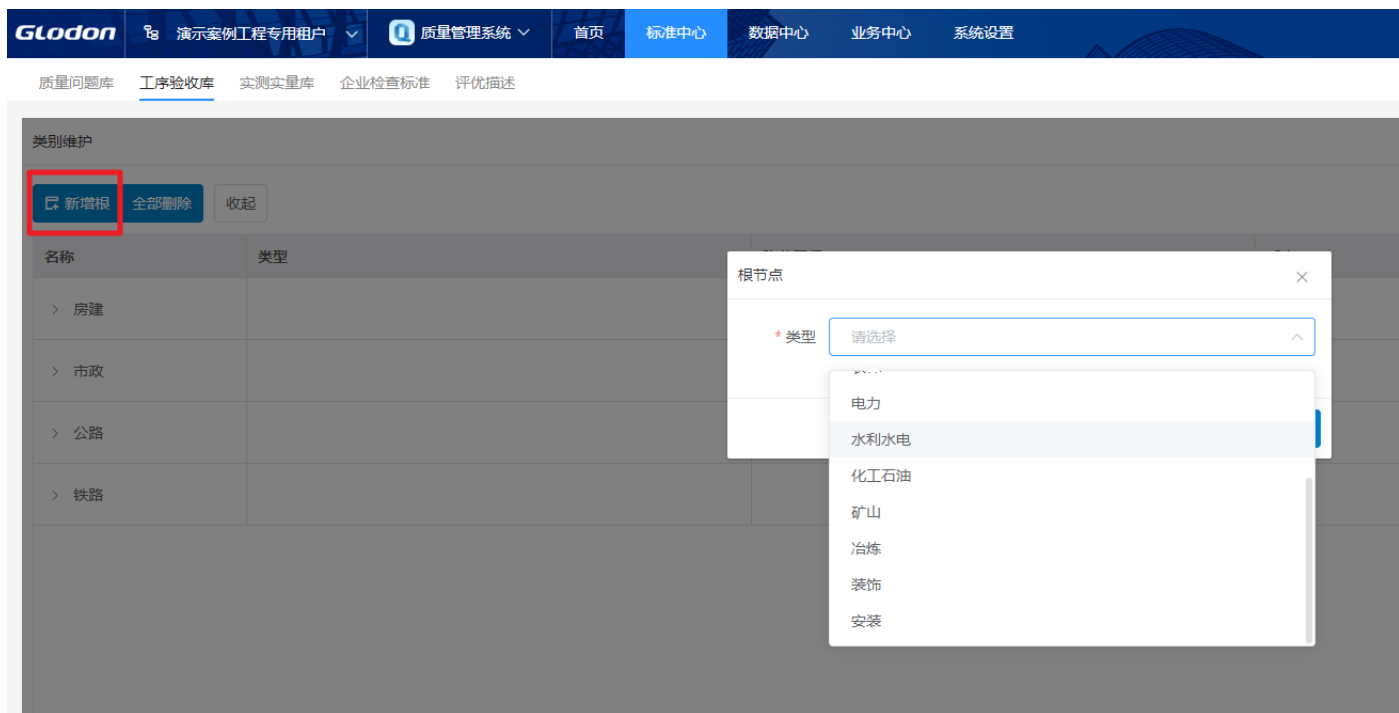 GLodon 演示案例工程专用租户 质量管理系统 首页 标准中心 数据中心 业务中心 系统设置
质量问题库 工序验收库 实测实量库 企业检查标准 评优描述
类别维护
新增根 全部删除 收起
名称 类型
根节点
房建
* 类型 请选择
市政
电力
公路
水利水电
化工石油
铁路
矿山
冶炼
装饰
安装